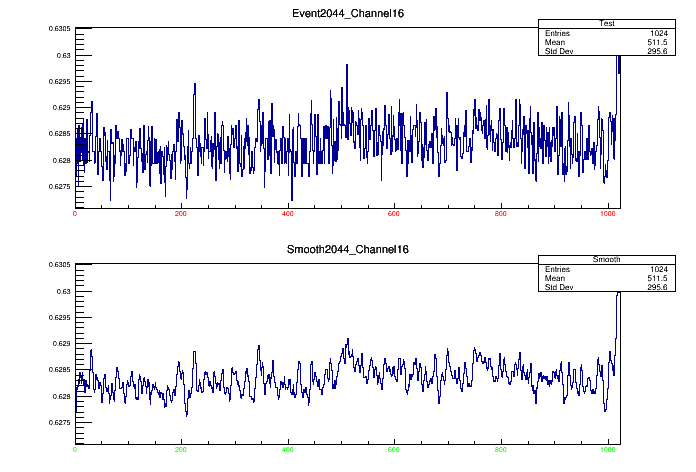 Event2044_Channel16
Test
Entries 1024
Mean 511.5
Std Dev 295.6
0.6305
0.63
0.6295
0.629
0.6285
0.628
0.6275
0 200 400 600 800 1000
Smooth2044_Channel16
Smooth
Entries 1024
Mean 511.5
Std Dev 295.6
0.6305
0.63
0.6295
0.629
0.6285
0.628
0.6275
0 200 400 600 800 1000